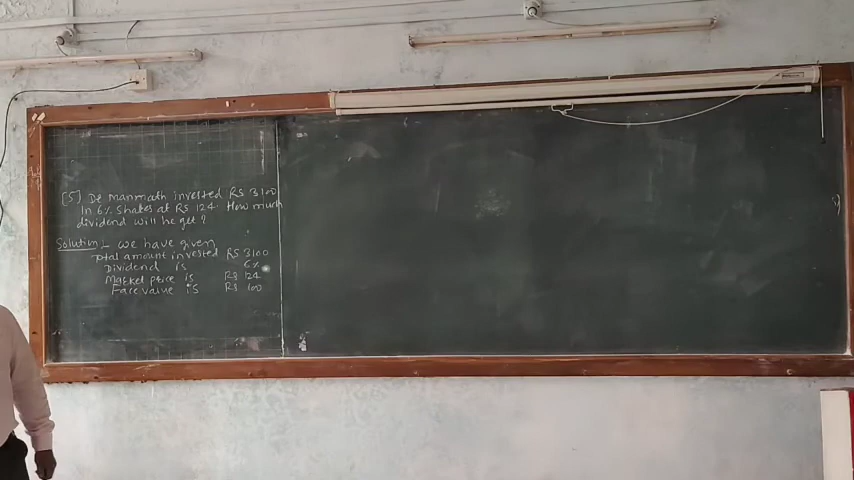 [5] De Manmath invested Rs 3100
In 6% Shares at Rs 124. How much
dividend will he get?
Solution :- we have given
Total amount invested Rs 3100
Dividend is 6%
Market price is Rs 124
Face value is Rs 100